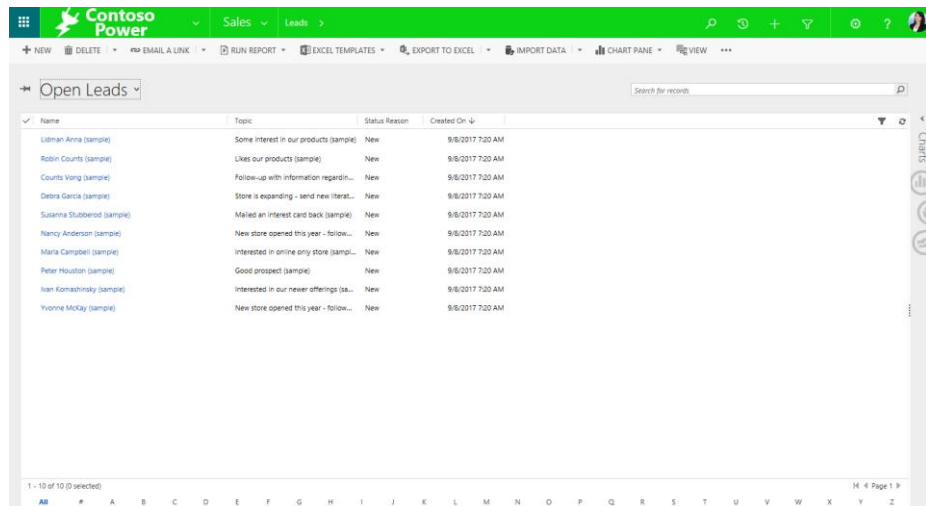 Contoso Power Sales Leads
+ NEW DELETE EMAIL A LINK RUN REPORT EXCEL TEMPLATES EXPORT TO EXCEL IMPORT DATA CHART PANE VIEW •••
Open Leads Search for records
Name Topic Status Reason Created On ↓
Lidman Anna (sample) Some interest in our products (sample) New 9/8/2017 7:20 AM
Robin Counts (sample) Likes our products (sample) New 9/8/2017 7:20 AM
Counts Vong (sample) Follow-up with information regardin... New 9/8/2017 7:20 AM
Debra Garcia (sample) Store is expanding - send new literat... New 9/8/2017 7:20 AM
Susanna Stubberod (sample) Mailed an interest card back (sample) New 9/8/2017 7:20 AM
Nancy Anderson (sample) New store opened this year - follow... New 9/8/2017 7:20 AM
Maria Campbell (sample) Interested in online only store (sampl... New 9/8/2017 7:20 AM
Peter Houston (sample) Good prospect (sample) New 9/8/2017 7:20 AM
Ivan Komashinsky (sample) Interested in our newer offerings (sa... New 9/8/2017 7:20 AM
Yvonne McKay (sample) New store opened this year - follow... New 9/8/2017 7:20 AM
Charts
1 - 10 of 10 (0 selected) Page 1
All # A B C D E F G H I J K L M N O P Q R S T U V W X Y Z